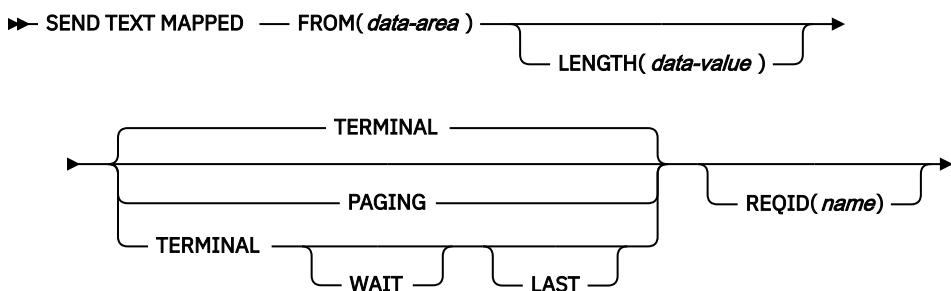 SEND TEXT MAPPED FROM( data-area )
LENGTH( data-value )
TERMINAL
PAGING
REQID( name)
TERMINAL
WAIT
LAST